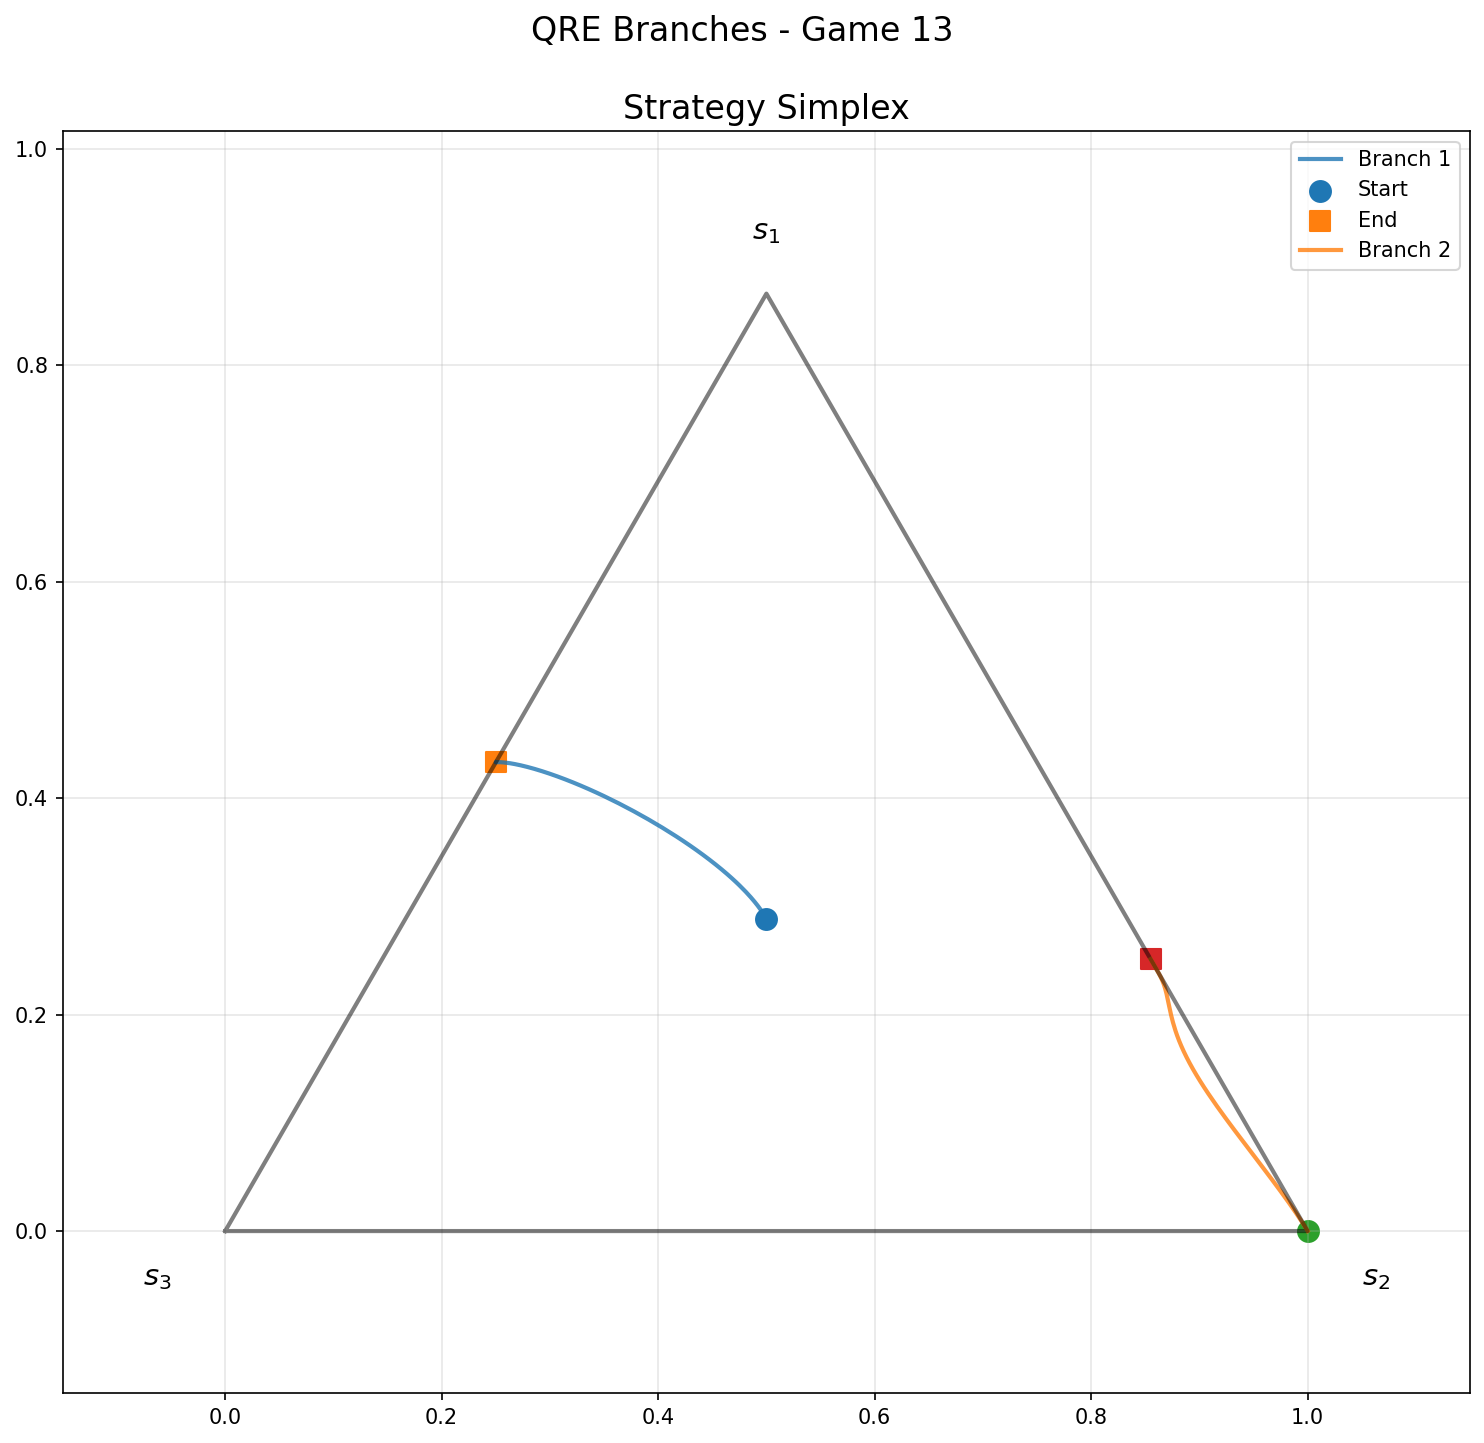 QRE Branches - Game 13
Strategy Simplex
1.0
0.8
0.6
0.4
0.2
0.0
s₁
s₃
s₂
Branch 1
Start
End
Branch 2
0.0 0.2 0.4 0.6 0.8 1.0